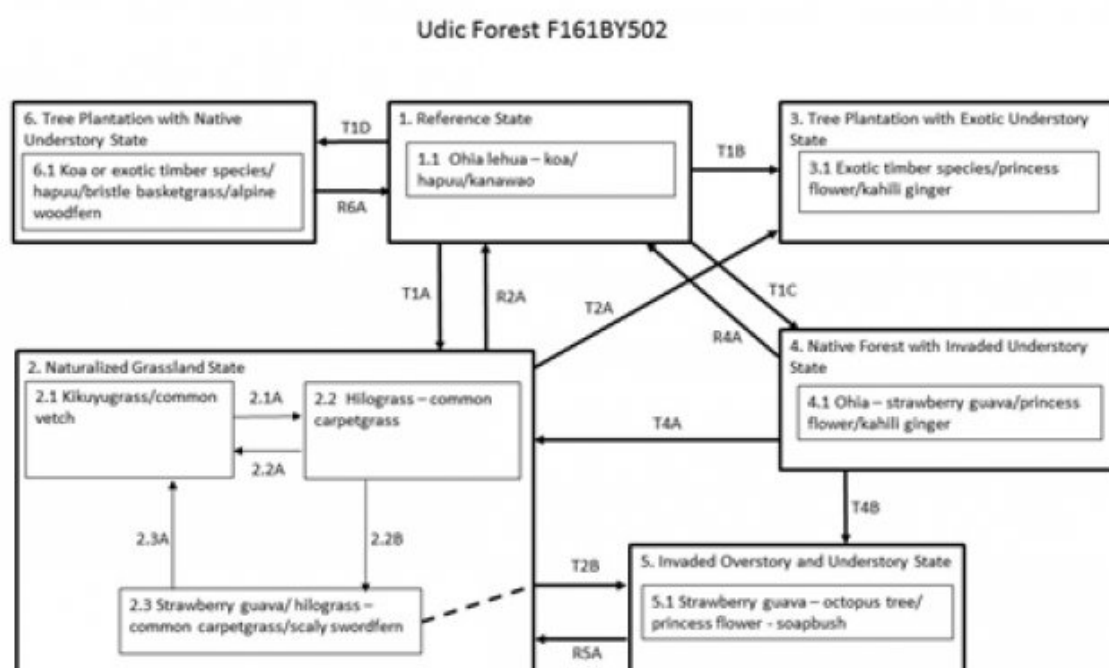 Udic Forest F161BY502
6. Tree Plantation with Native
Understory State
6.1 Koa or exotic timber species/
hapuu/bristle basketgrass/alpine
woodfern
T1D
R6A
1. Reference State
1.1 Ohia lehua – koa/
hapuu/kanawao
T1B
3. Tree Plantation with Exotic Understory
State
3.1 Exotic timber species/princess
flower/kahili ginger
T1A
R2A
T2A
T1C
R4A
4. Native Forest with Invaded Understory
State
4.1 Ohia – strawberry guava/princess
flower/kahili ginger
2. Naturalized Grassland State
2.1 Kikuyugrass/common
vetch
2.1A
2.2A
2.2 Hilograss – common
carpetgrass
T4A
T4B
2.3A
2.2B
2.3 Strawberry guava/ hilograss –
common carpetgrass/scaly swordfern
T2B
R5A
5. Invaded Overstory and Understory State
5.1 Strawberry guava – octopus tree/
princess flower - soapbush